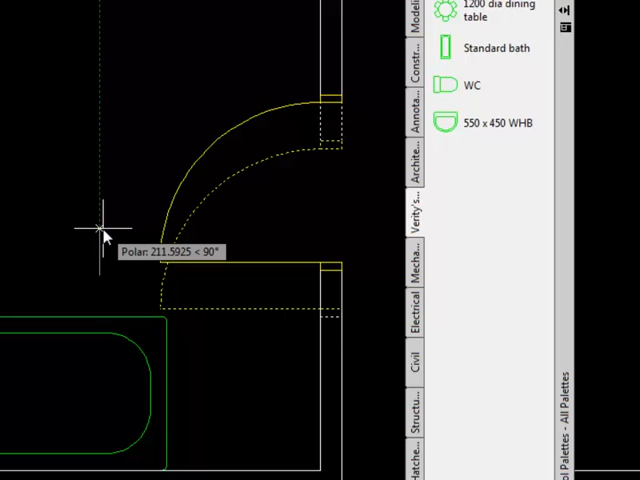 1200 dia dining
table
Standard bath
WC
550 x 450 WHB
Modeli
Constr...
Annota...
Archite...
Verity's...
Mecha...
Electrical
Civil
Structu...
Hatche...
Polar: 211.5925 < 90°
ol Palettes - All Palettes